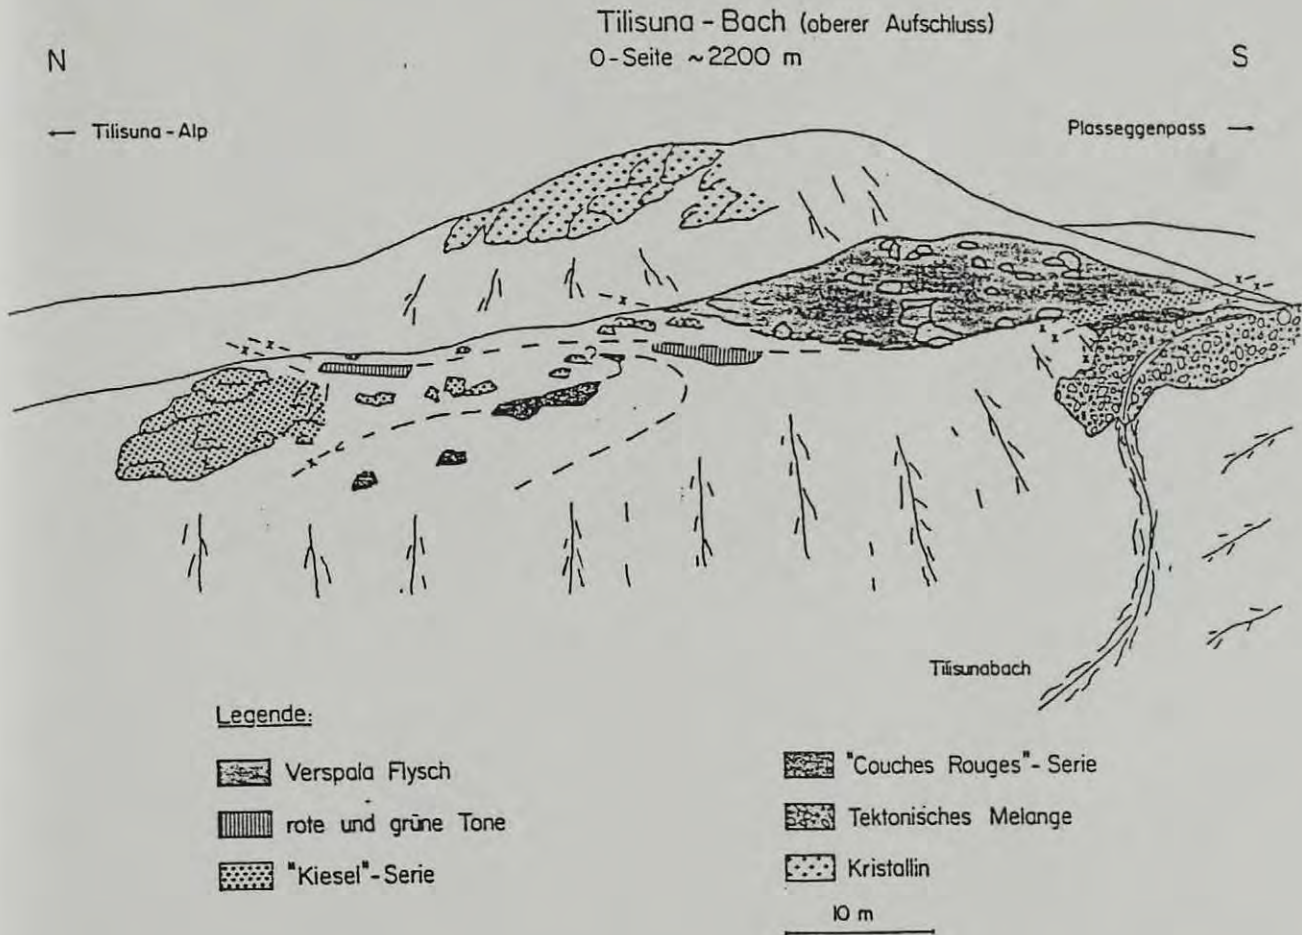 Tilisuna - Bach (oberer Aufschluss)
O-Seite ~2200 m
N
S
← Tilisuna - Alp
Plasseggenpass →
Tilisunabach
Legende:
Verspala Flysch
rote und grüne Tone
"Kiesel"-Serie
"Couches Rouges"- Serie
Tektonisches Melange
Kristallin
10 m